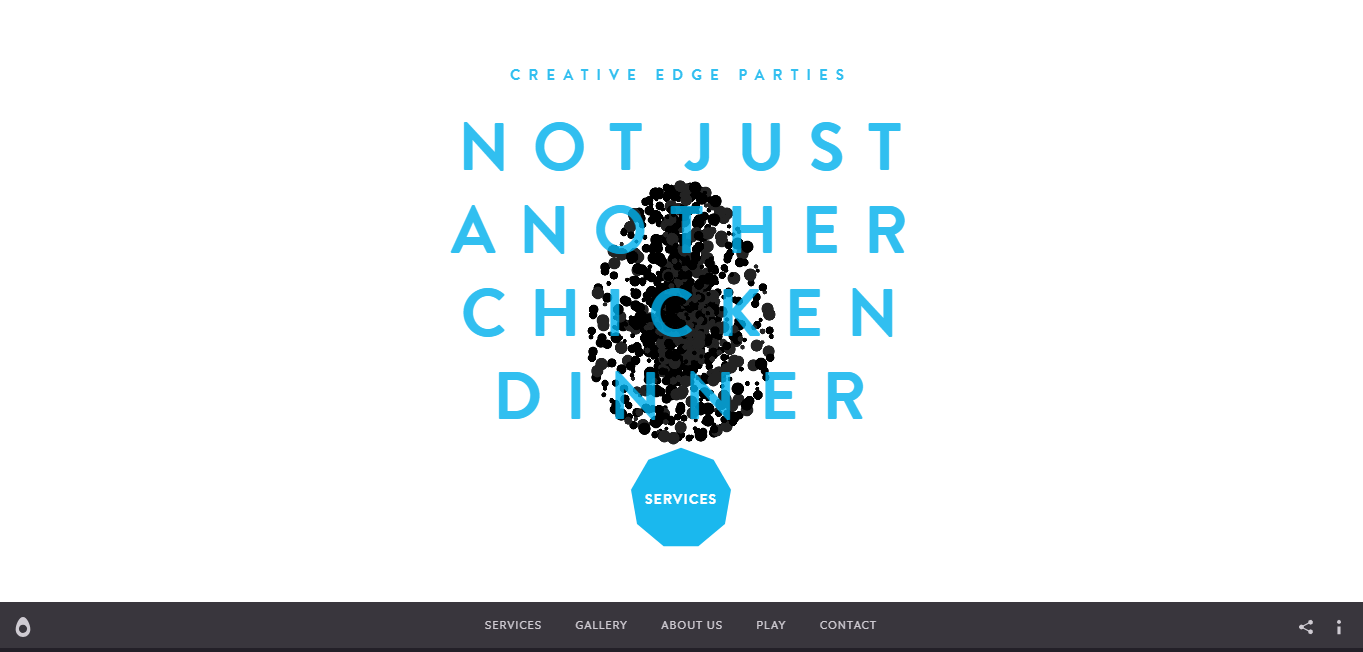 CREATIVE EDGE PARTIES
NOT JUST
ANOTHER
CHICKEN
DINNER
SERVICES
SERVICES GALLERY ABOUT US PLAY CONTACT